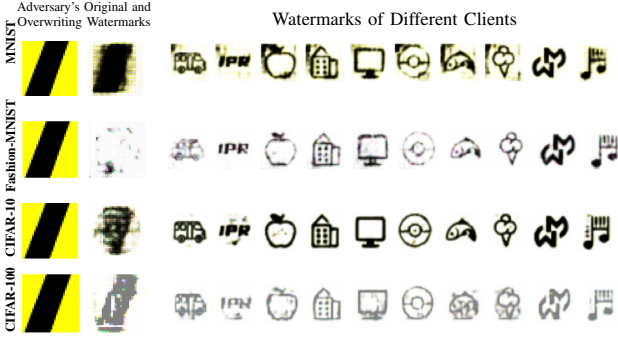 Adversary's Original and
Overwriting Watermarks
Watermarks of Different Clients
MNIST
IPR
Fashion-MNIST
IPR
CIFAR-10
IPR
CIFAR-100
IPR